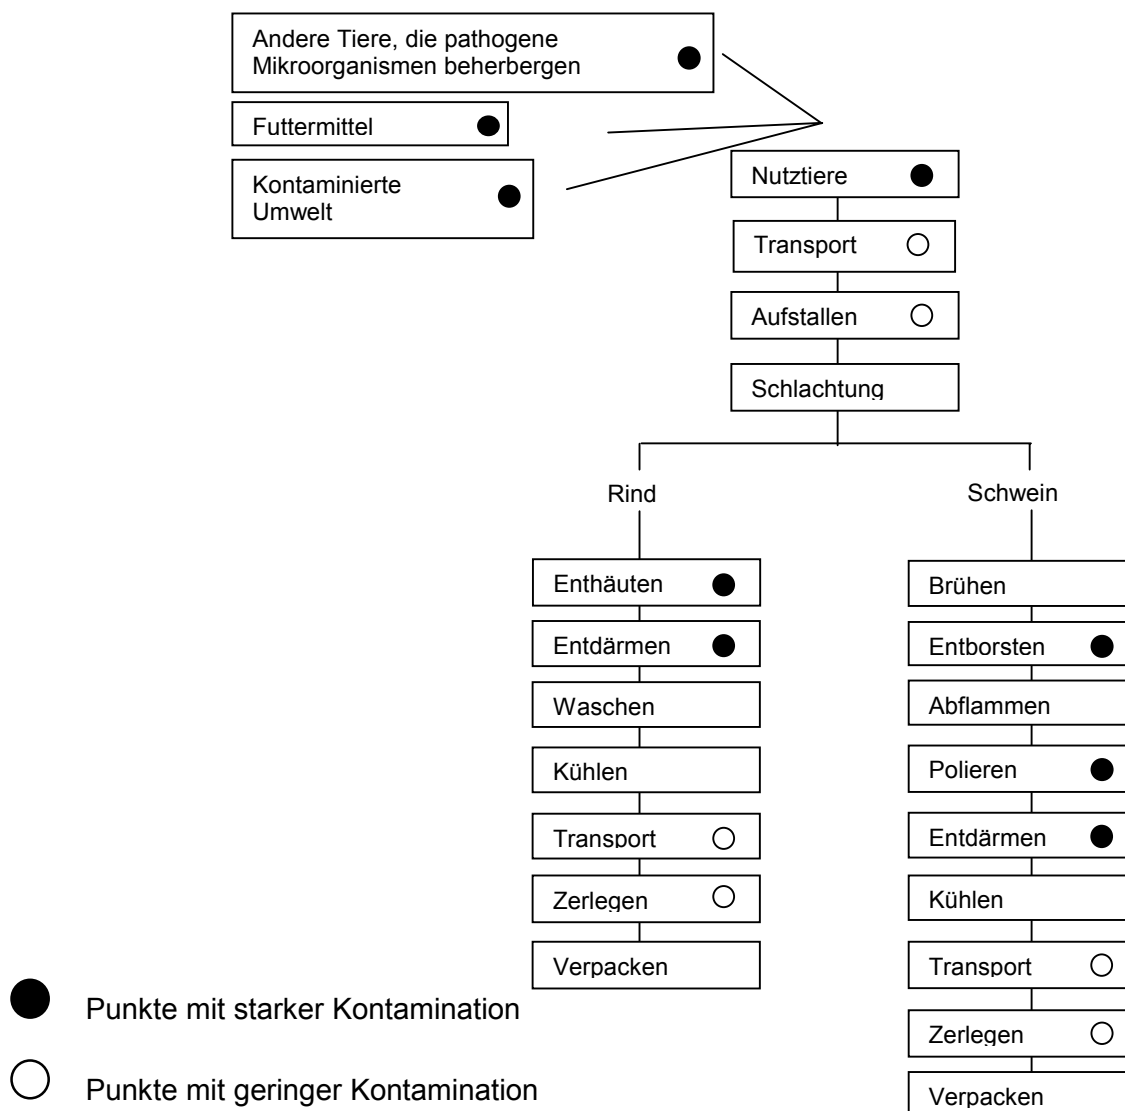 Andere Tiere, die pathogene
Mikroorganismen beherbergen
Futtermittel
Kontaminierte
Umwelt
Nutztiere
Transport
Aufstallen
Schlachtung
Rind
Enthäuten
Entdärmen
Waschen
Kühlen
Transport
Zerlegen
Verpacken
Schwein
Brühen
Entborsten
Abflammen
Polieren
Entdärmen
Kühlen
Transport
Zerlegen
Verpacken
Punkte mit starker Kontamination
Punkte mit geringer Kontamination